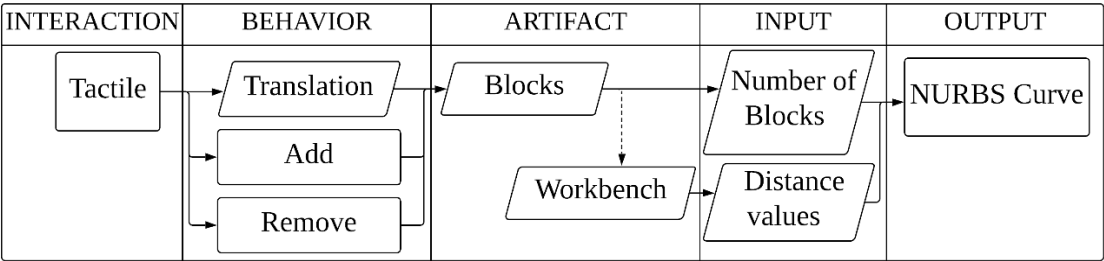 INTERACTION
BEHAVIOR
ARTIFACT
INPUT
OUTPUT
Tactile
Translation
Add
Remove
Blocks
Workbench
Number of
Blocks
Distance
values
NURBS Curve